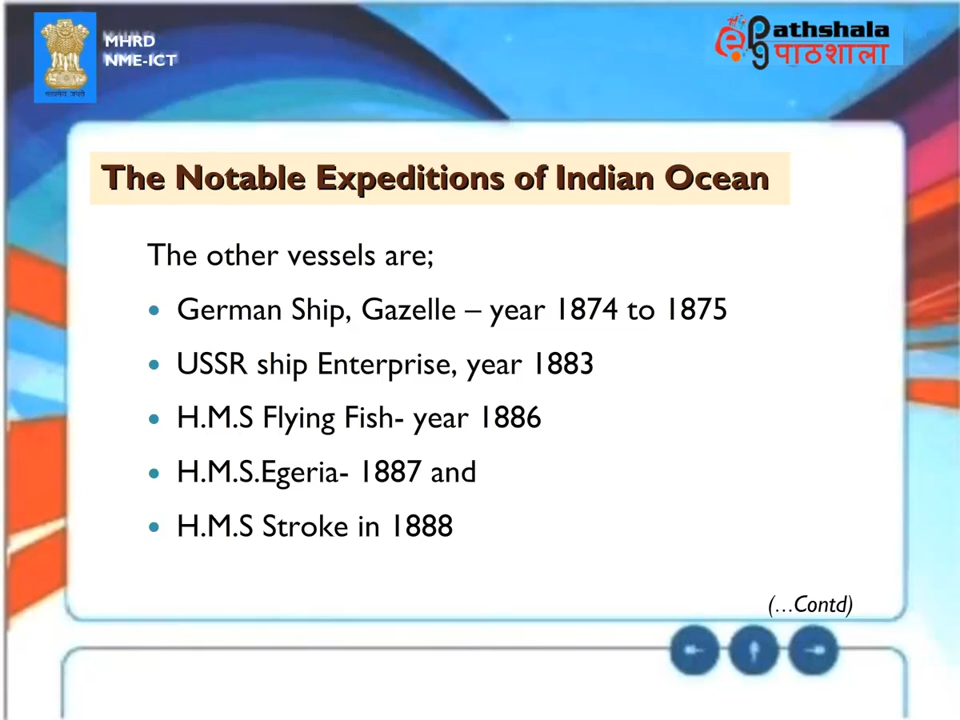 MHRD
NME-ICT
ePG Pathshala
पाठशाला
The Notable Expeditions of Indian Ocean
The other vessels are;
• German Ship, Gazelle – year 1874 to 1875
• USSR ship Enterprise, year 1883
• H.M.S Flying Fish- year 1886
• H.M.S.Egeria- 1887 and
• H.M.S Stroke in 1888
(...Contd)